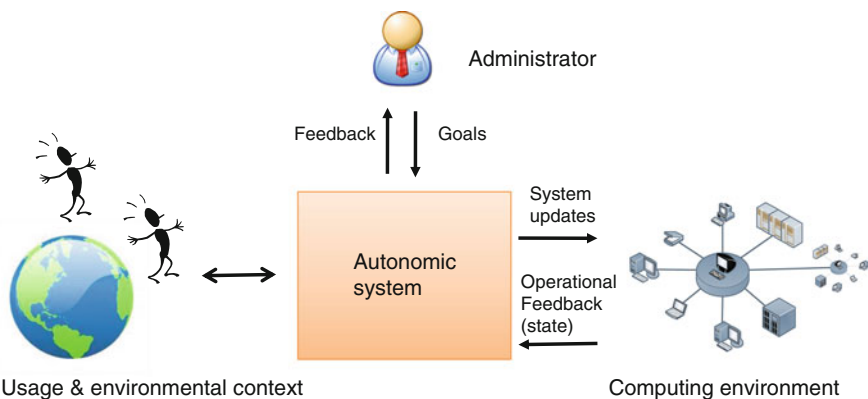 Administrator
Feedback
Goals
System
updates
Autonomic
system
Operational
Feedback
(state)
Usage & environmental context
Computing environment